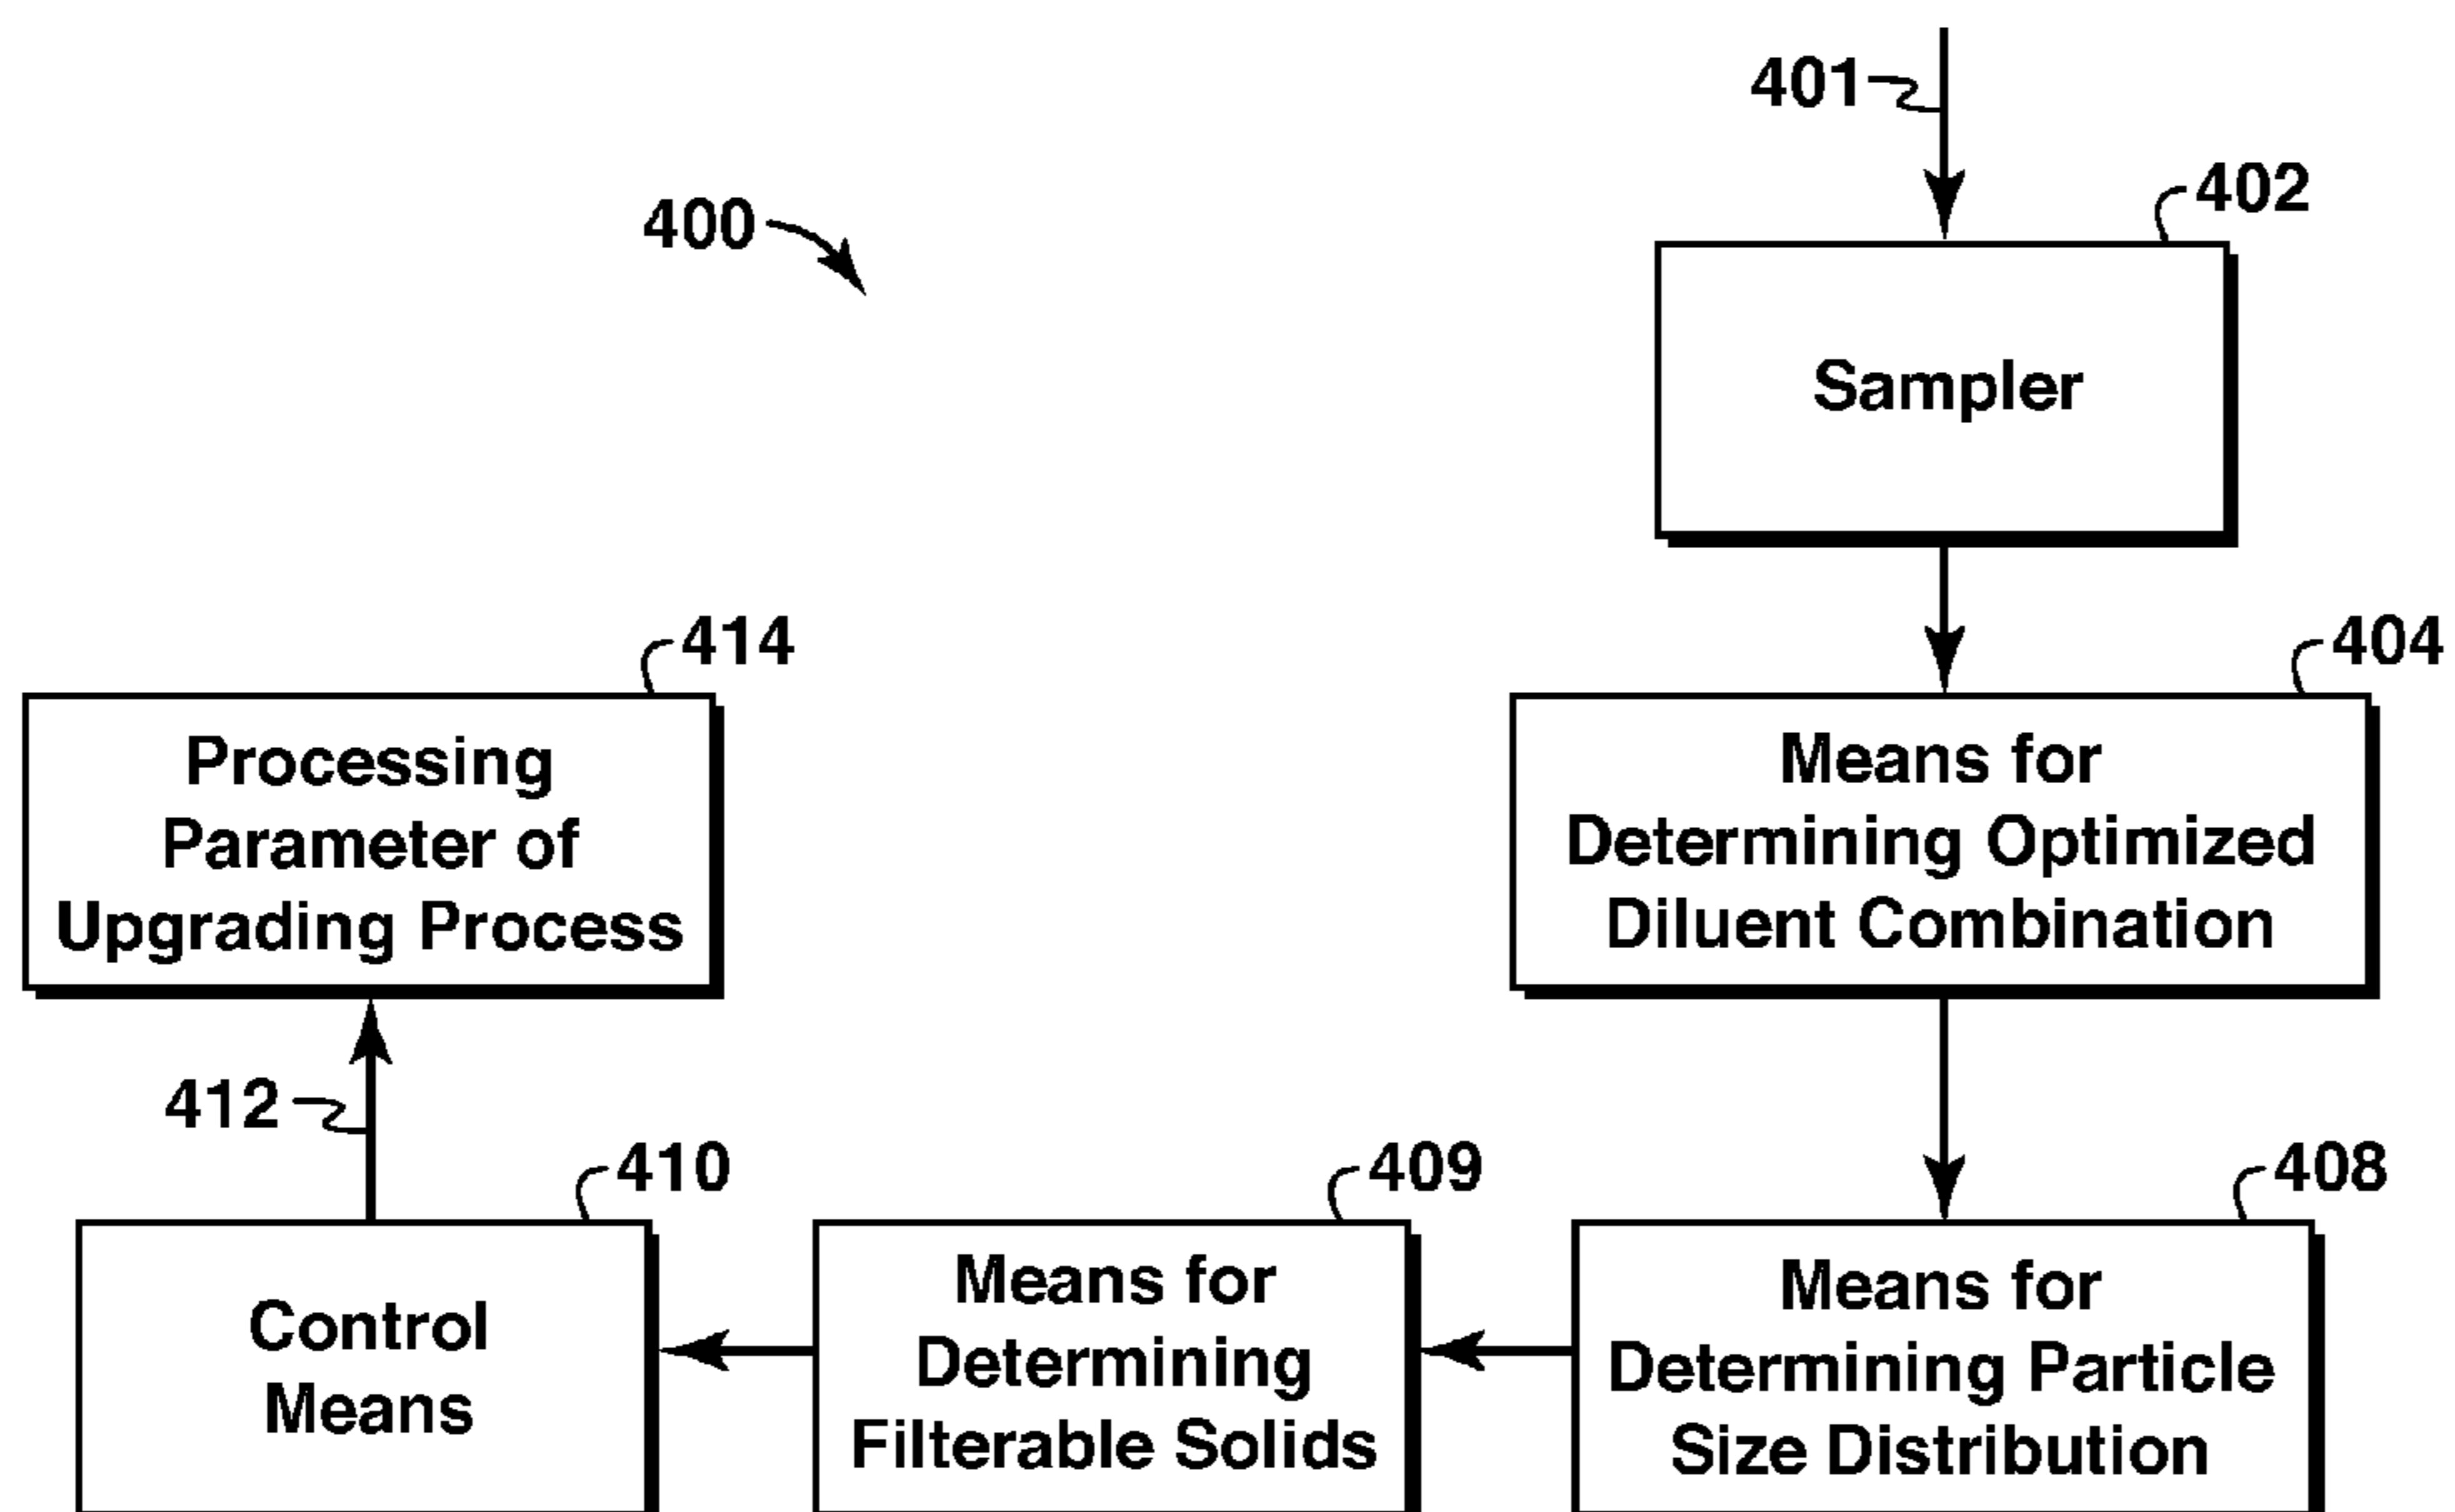 401
402
400
Sampler
414
404
Processing
Parameter of
Upgrading Process
Means for
Determining Optimized
Diluent Combination
412
410
409
408
Control
Means
Means for
Determining
Filterable Solids
Means for
Determining Particle
Size Distribution